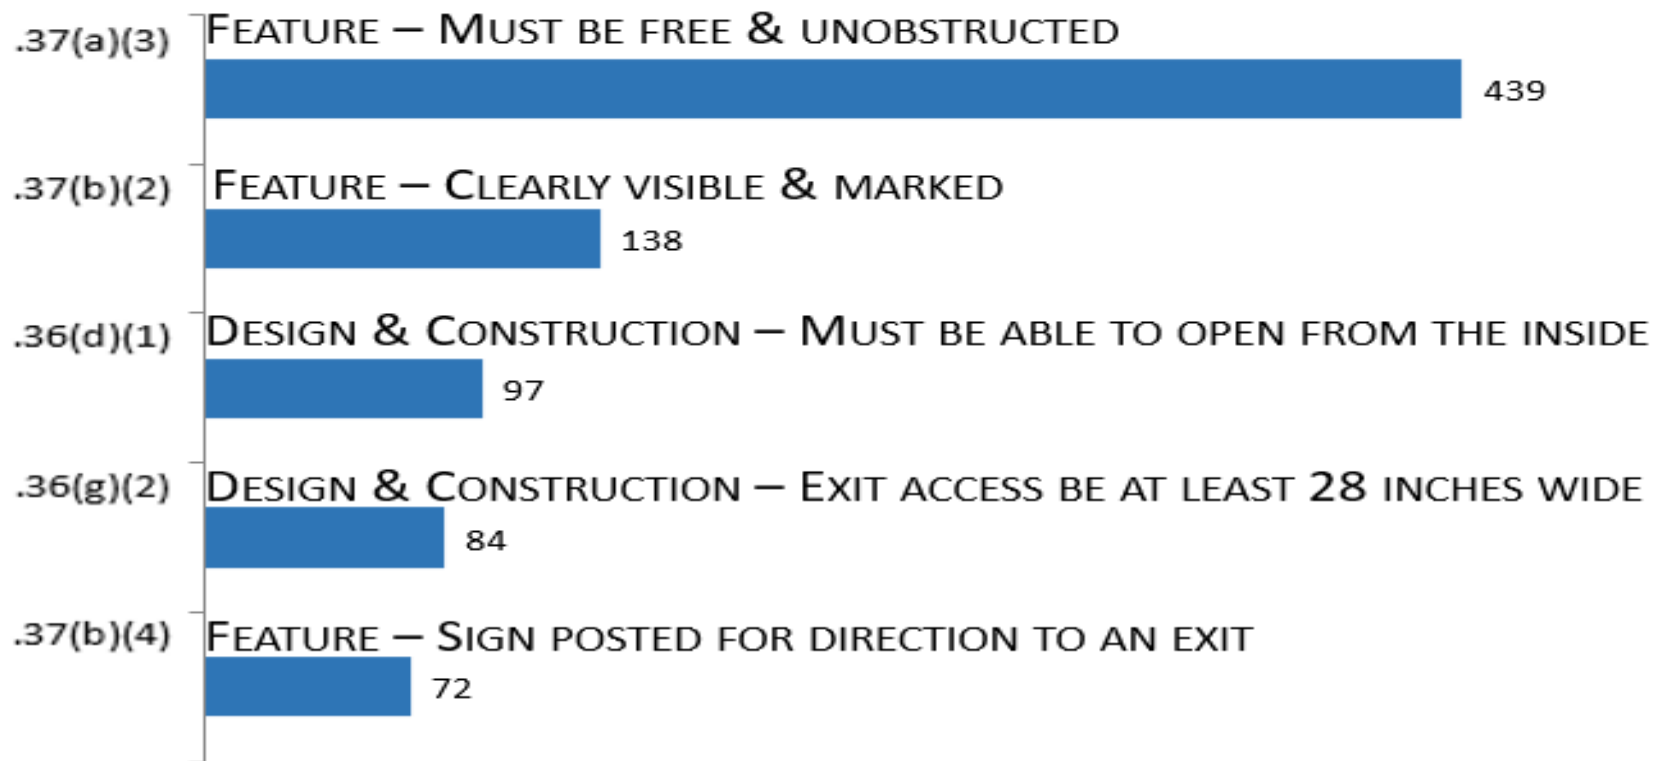 .37(a)(3) FEATURE – MUST BE FREE & UNOBSTRUCTED
439
.37(b)(2) FEATURE – CLEARLY VISIBLE & MARKED
138
.36(d)(1) DESIGN & CONSTRUCTION – MUST BE ABLE TO OPEN FROM THE INSIDE
97
.36(g)(2) DESIGN & CONSTRUCTION – EXIT ACCESS BE AT LEAST 28 INCHES WIDE
84
.37(b)(4) FEATURE – SIGN POSTED FOR DIRECTION TO AN EXIT
72